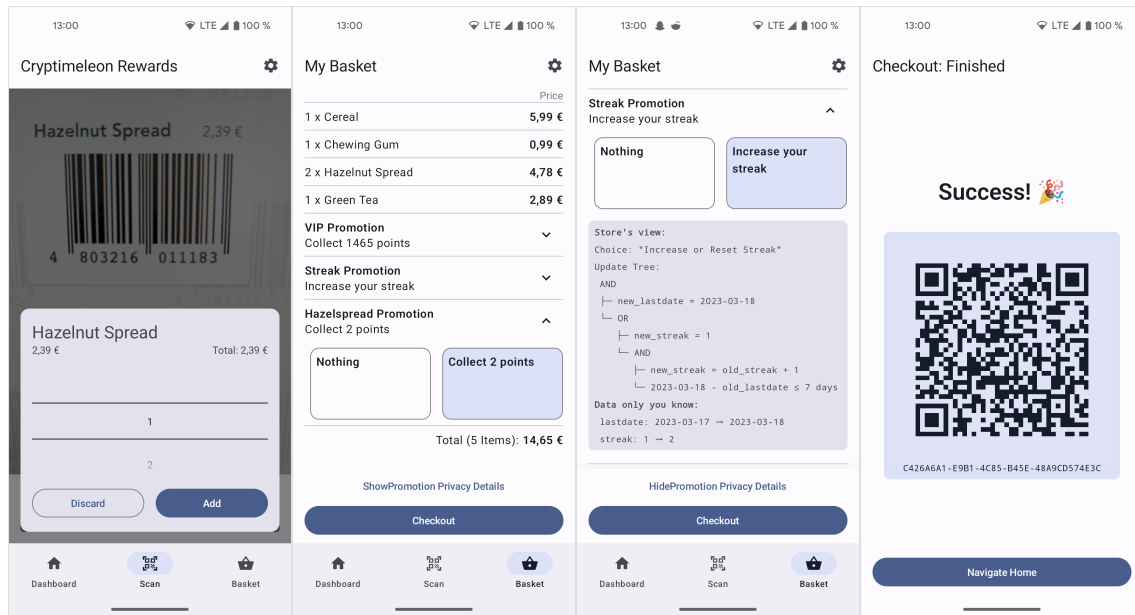 13:00
LTE
100 %
Cryptimeleon Rewards
Hazelnut Spread
2,39 €
4 803216 011183
Hazelnut Spread
2,39 €
Total: 2,39 €
1
2
Discard
Add
Dashboard
Scan
Basket
13:00
LTE
100 %
My Basket
Price
1 x Cereal
5,99 €
1 x Chewing Gum
0,99 €
2 x Hazelnut Spread
4,78 €
1 x Green Tea
2,89 €
VIP Promotion
Collect 1465 points
Streak Promotion
Increase your streak
Hazelspread Promotion
Collect 2 points
Nothing
Collect 2 points
Total (5 Items): 14,65 €
ShowPromotion Privacy Details
Checkout
Dashboard
Scan
Basket
13:00
LTE
100 %
My Basket
Streak Promotion
Increase your streak
Nothing
Increase your
streak
Store's view:
Choice: "Increase or Reset Streak"
Update Tree:
AND
├─ new_lastdate = 2023-03-18
└─ OR
├─ new_streak = 1
└─ AND
├─ new_streak = old_streak + 1
└─ 2023-03-18 - old_lastdate ≤ 7 days
Data only you know:
lastdate: 2023-03-17 → 2023-03-18
streak: 1 → 2
HidePromotion Privacy Details
Checkout
Dashboard
Scan
Basket
13:00
LTE
100 %
Checkout: Finished
Success! 🎉
C426A6A1-E9B1-4C85-B45E-48A9CD574E3C
Navigate Home